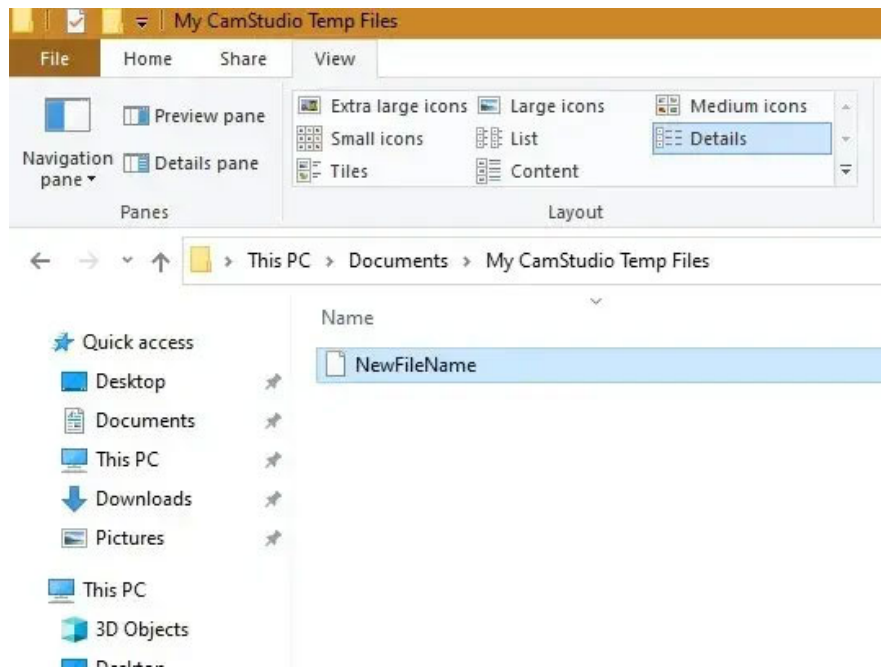 My CamStudio Temp Files
File Home Share View
Extra large icons Large icons Medium icons
Preview pane
Small icons List Details
Navigation pane
Details pane
Tiles Content
Panes Layout
This PC > Documents > My CamStudio Temp Files
Name
Quick access
NewFileName
Desktop
Documents
This PC
Downloads
Pictures
This PC
3D Objects
Desktop